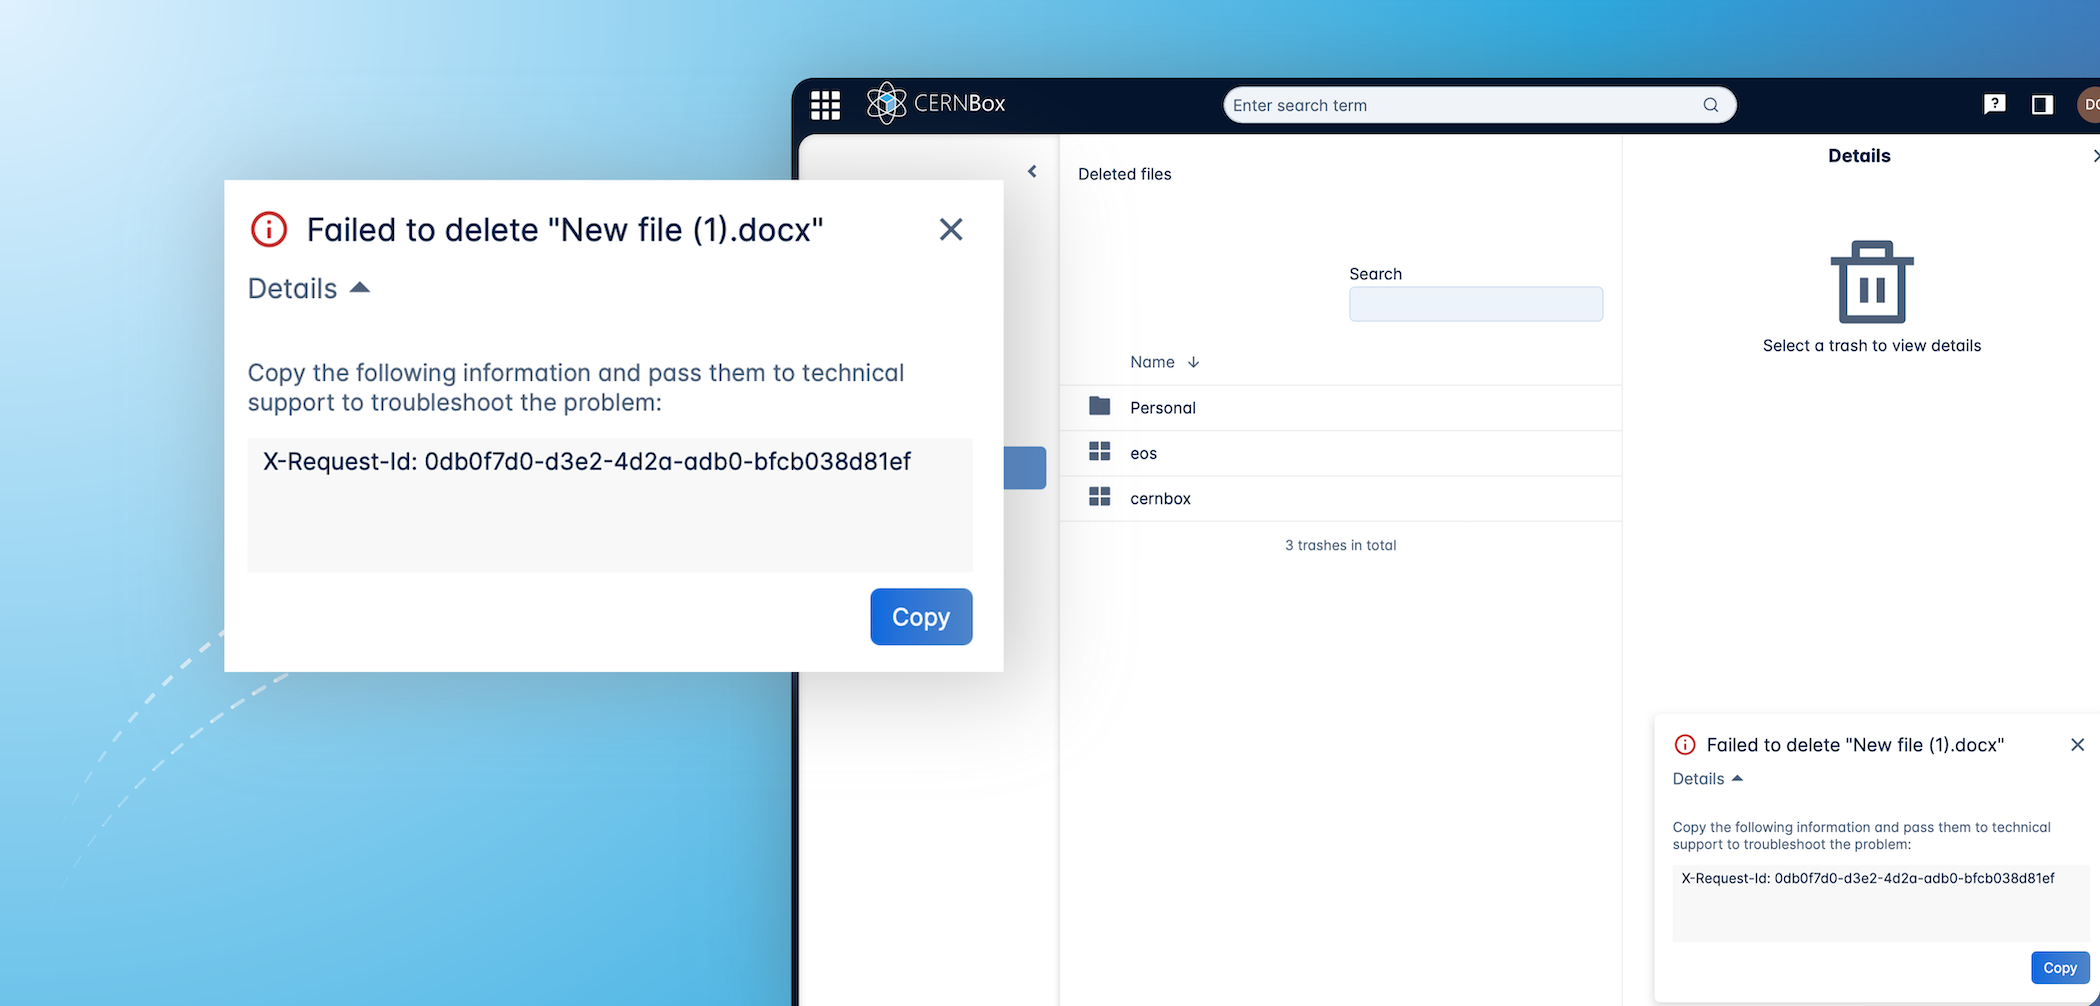 CERNBox
Enter search term
?
DC
Failed to delete "New file (1).docx"
Details
Copy the following information and pass them to technical
support to troubleshoot the problem:
X-Request-Id: 0db0f7d0-d3e2-4d2a-adb0-bfcb038d81ef
Copy
Deleted files
Search
Name
Personal
eos
cernbox
3 trashes in total
Details
Select a trash to view details
Failed to delete "New file (1).docx"
Details
Copy the following information and pass them to technical
support to troubleshoot the problem:
X-Request-Id: 0db0f7d0-d3e2-4d2a-adb0-bfcb038d81ef
Copy